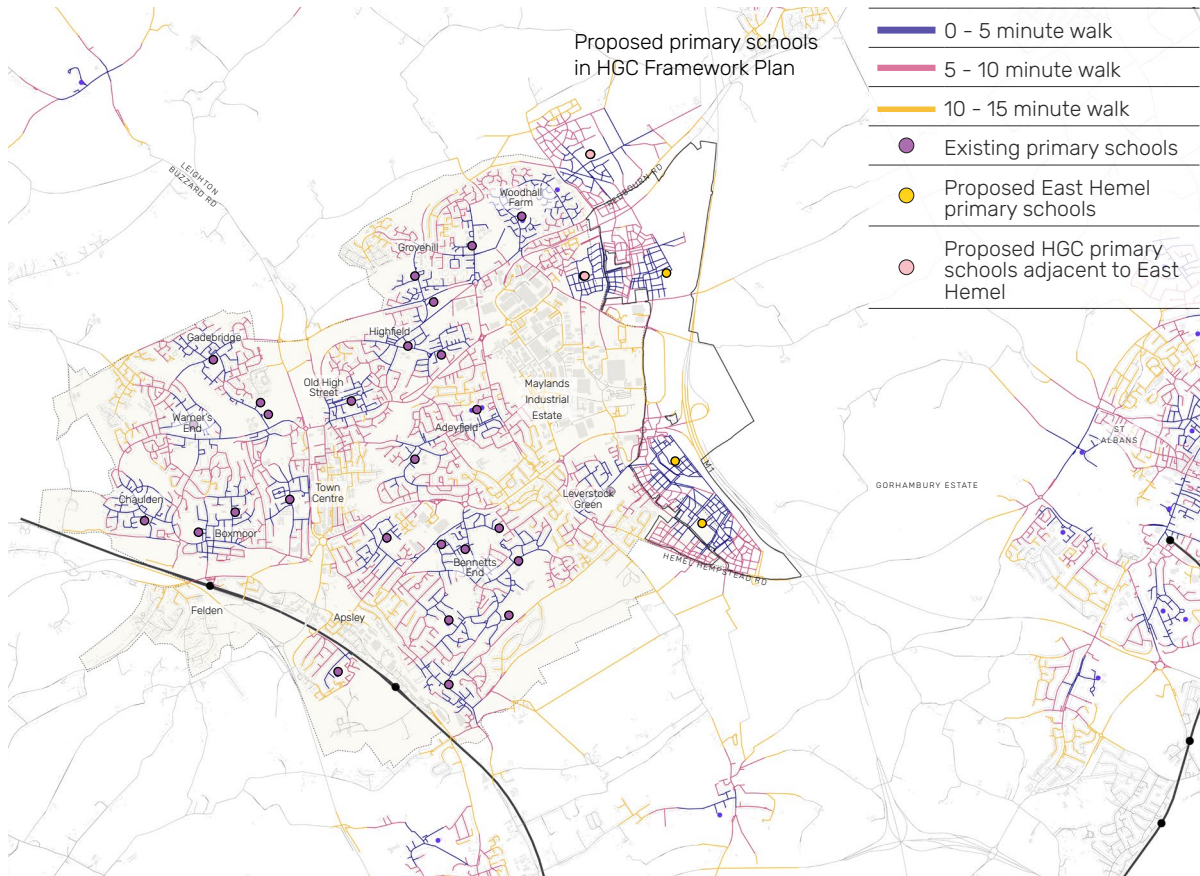 Proposed primary schools
in HGC Framework Plan
0 - 5 minute walk
5 - 10 minute walk
10 - 15 minute walk
Existing primary schools
Proposed East Hemel
primary schools
Proposed HGC primary
schools adjacent to East
Hemel
LEIGHTON
BUZZARD RD
REDBOURN RD
Woodhall
Farm
Grovehill
Highfield
Gadebridge
Old High
Street
Maylands
Industrial
Estate
Warner's
End
Adeyfield
ST
ALBANS
M1
GORHAMBURY ESTATE
Leverstock
Green
Town
Centre
Chaulden
Boxmoor
HEMEL HEMPSTEAD RD
Bennetts
End
Felden
Apsley